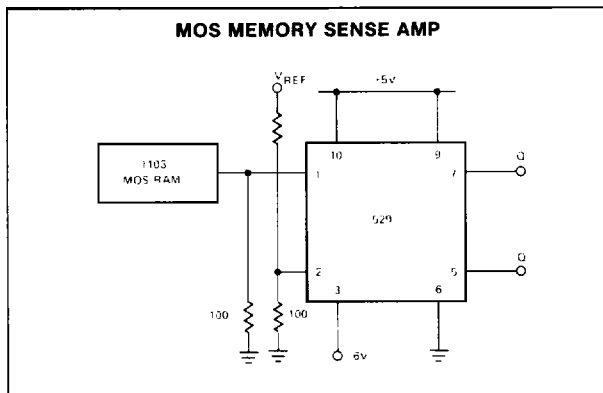 MOS MEMORY SENSE AMP
VREF
+5V
10
9
1103
MOS RAM
1
7
Q
529
2
5
Q
3
6
100
100
6V